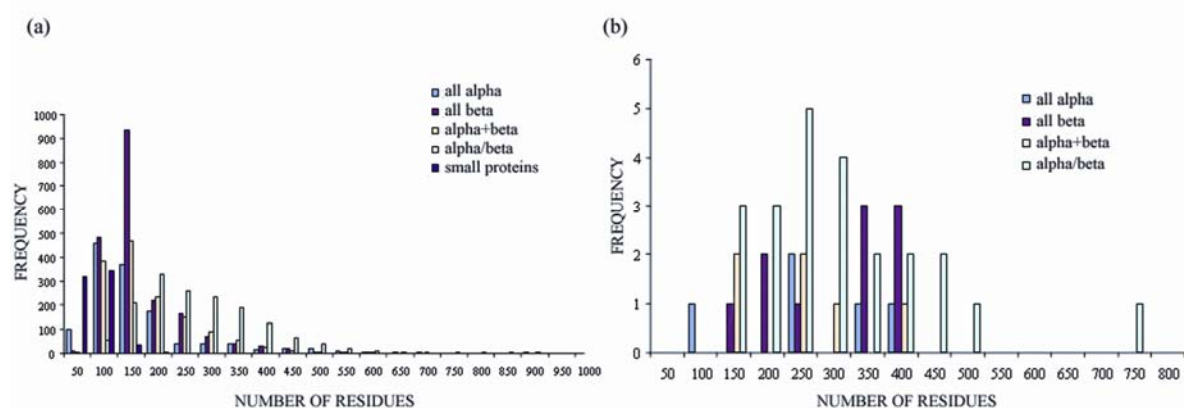 (a)
all alpha
all beta
alpha+beta
alpha/beta
small proteins
FREQUENCY
1000
900
800
700
600
500
400
300
200
100
0
50 100 150 200 250 300 350 400 450 500 550 600 650 700 750 800 850 900 950 1000
NUMBER OF RESIDUES
(b)
all alpha
all beta
alpha+beta
alpha/beta
FREQUENCY
6
5
4
3
2
1
0
50 100 150 200 250 300 350 400 450 500 550 600 650 700 750 800
NUMBER OF RESIDUES